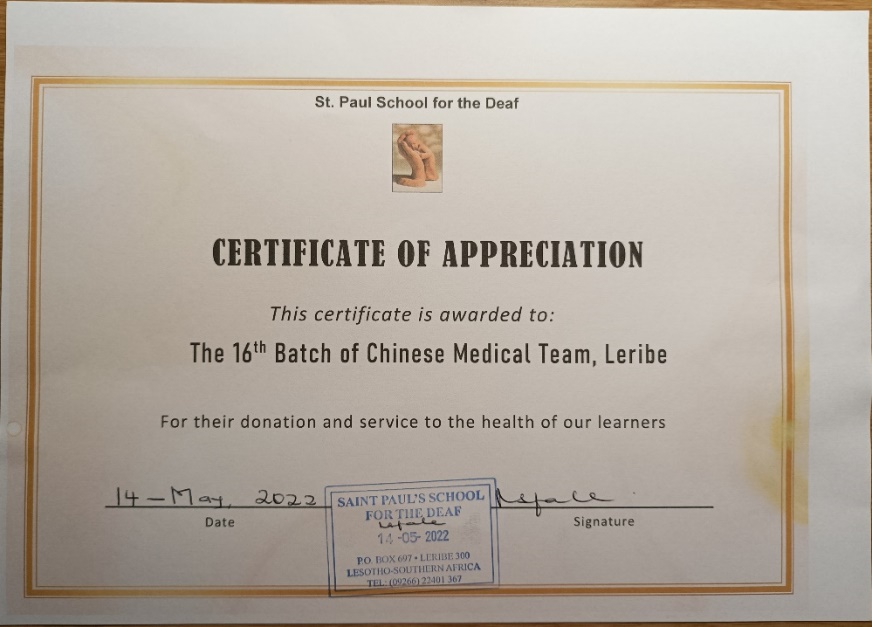 St. Paul School for the Deaf
CERTIFICATE OF APPRECIATION
This certificate is awarded to:
The 16th Batch of Chinese Medical Team, Leribe
For their donation and service to the health of our learners
14 - May, 2022
Date
Signature
SAINT PAUL'S SCHOOL
FOR THE DEAF
14 -05- 2022
P.O. BOX 697 • LERIBE 300
LESOTHO-SOUTHERN AFRICA
TEL: (09266) 22401 367